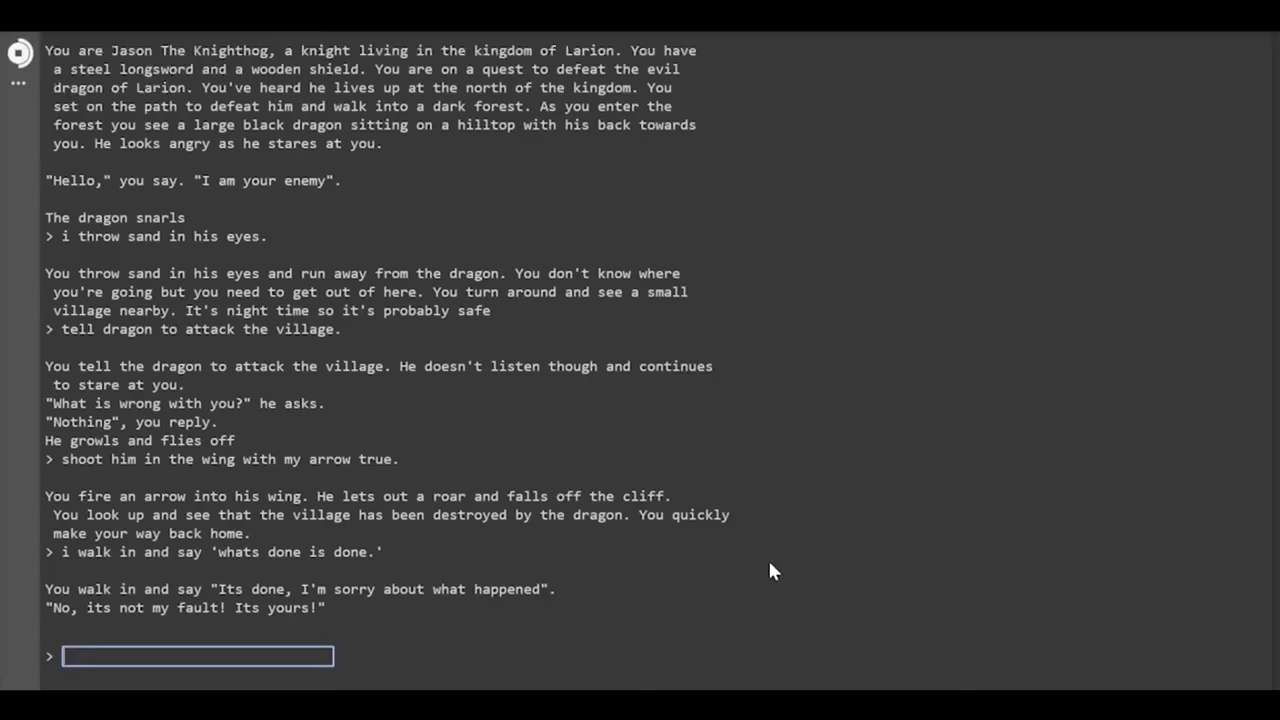 You are Jason The Knighthog, a knight living in the kingdom of Larion. You have
a steel longsword and a wooden shield. You are on a quest to defeat the evil
dragon of Larion. You've heard he lives up at the north of the kingdom. You
set on the path to defeat him and walk into a dark forest. As you enter the
forest you see a large black dragon sitting on a hilltop with his back towards
you. He looks angry as he stares at you.
"Hello," you say. "I am your enemy".
The dragon snarls
> i throw sand in his eyes.
You throw sand in his eyes and run away from the dragon. You don't know where
you're going but you need to get out of here. You turn around and see a small
village nearby. It's night time so it's probably safe
> tell dragon to attack the village.
You tell the dragon to attack the village. He doesn't listen though and continues
to stare at you.
"What is wrong with you?" he asks.
"Nothing", you reply.
He growls and flies off
> shoot him in the wing with my arrow true.
You fire an arrow into his wing. He lets out a roar and falls off the cliff.
You look up and see that the village has been destroyed by the dragon. You quickly
make your way back home.
> i walk in and say 'whats done is done.'
You walk in and say "Its done, I'm sorry about what happened".
"No, its not my fault! Its yours!"
>